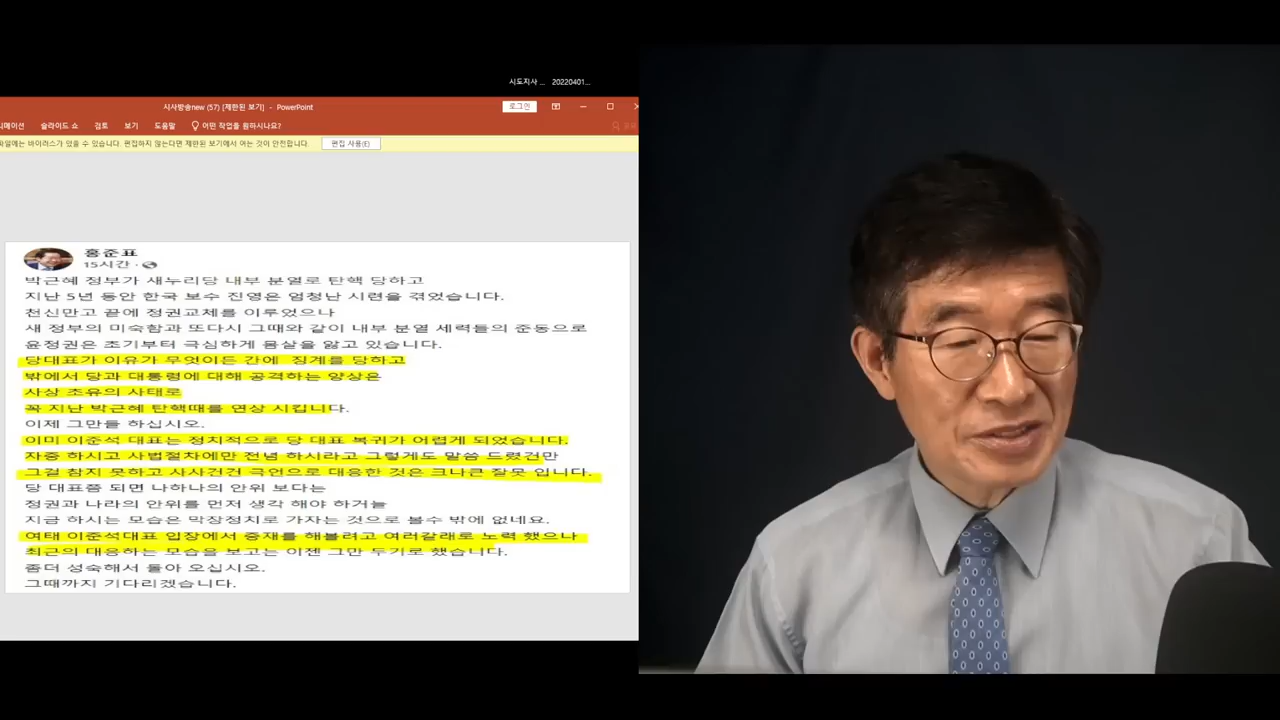 시도지사 ... 20220401...
시사방송new (57) [제한된 보기] - PowerPoint
로그인
니메이션 슬라이드 쇼 검토 보기 도움말 어떤 작업을 원하시나요?
파일에는 바이러스가 있을 수 있습니다. 편집하지 않는다면 제한된 보기에서 여는 것이 안전합니다. 편집 사용(E)
홍준표
15시간 ·
박근혜 정부가 새누리당 내부 분열로 탄핵 당하고
지난 5년 동안 한국 보수 진영은 엄청난 시련을 겪었습니다.
천신만고 끝에 정권교체를 이루었으나
새 정부의 미숙함과 또다시 그때와 같이 내부 분열 세력들의 준동으로
윤정권은 초기부터 극심하게 몸살을 앓고 있습니다.
당대표가 이유가 무엇이든 간에 징계를 당하고
밖에서 당과 대통령에 대해 공격하는 양상은
사상 초유의 사태로
꼭 지난 박근혜 탄핵때를 연상 시킵니다.
이제 그만들 하십시오.
이미 이준석 대표는 정치적으로 당 대표 복귀가 어렵게 되었습니다.
자중 하시고 사법절차에만 전념 하시라고 그렇게도 말씀 드렸건만
그걸 참지 못하고 사사건건 극언으로 대응한 것은 크나큰 잘못 입니다.
당 대표쯤 되면 나하나의 안위 보다는
정권과 나라의 안위를 먼저 생각 해야 하거늘
지금 하시는 모습은 막장정치로 가자는 것으로 볼수 밖에 없네요.
여태 이준석대표 입장에서 중재를 해볼려고 여러갈래로 노력 했으나
최근의 대응하는 모습을 보고는 이젠 그만 두기로 했습니다.
좀더 성숙해서 돌아 오십시오.
그때까지 기다리겠습니다.